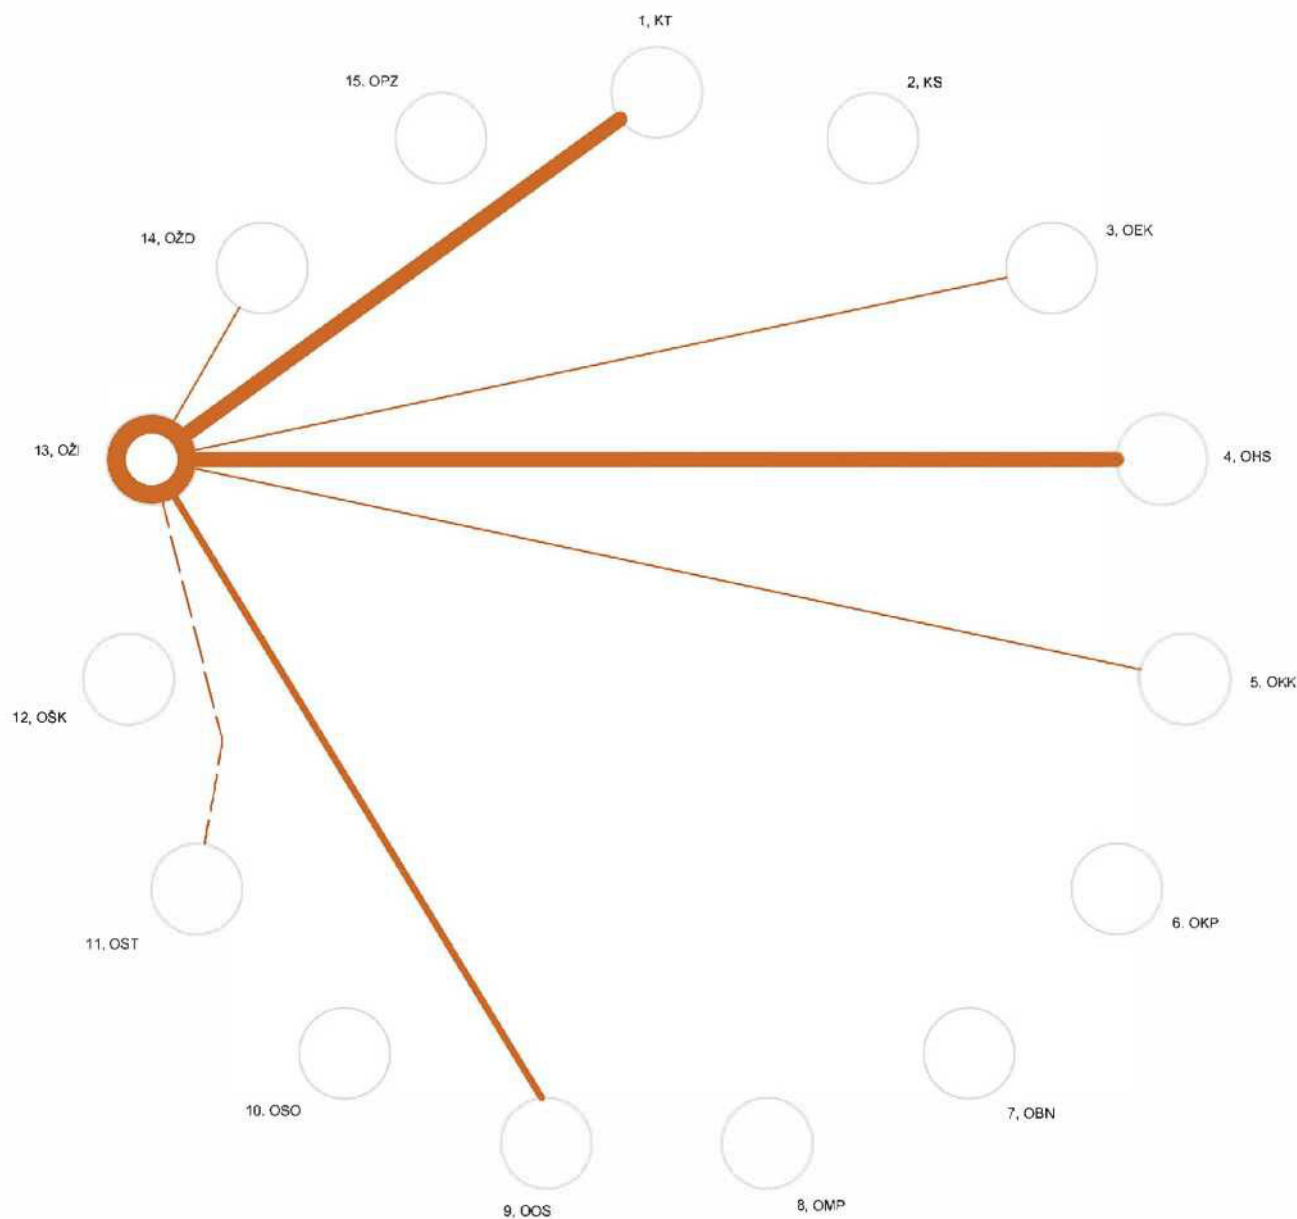 1, KT
15. OPZ
2, KS
14, OŽD
3, OEK
13, OŽI
4, OHS
5. OKK
12, OŠK
6. OKP
11, OST
10. OSO
7, OBN
8, OMP
9, OOS